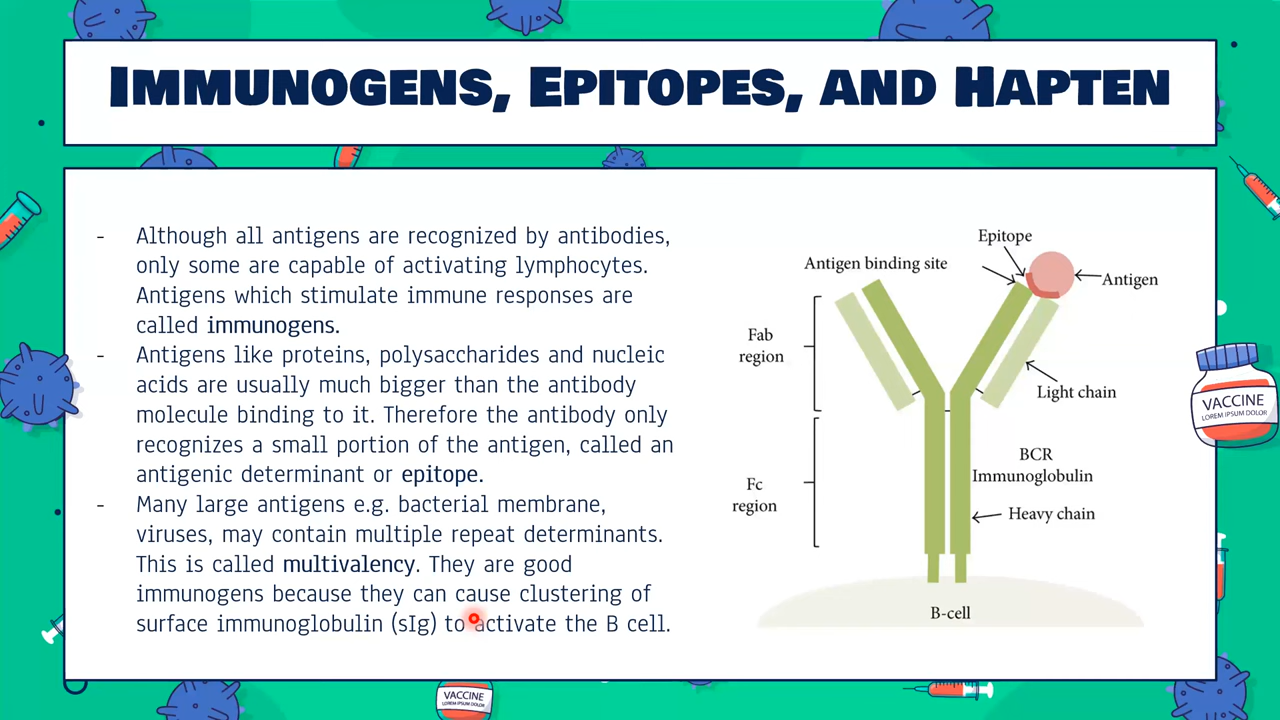 IMMUNOGENS, EPITOPES, AND HAPTEN
- Although all antigens are recognized by antibodies,
only some are capable of activating lymphocytes.
Antigens which stimulate immune responses are
called immunogens.
- Antigens like proteins, polysaccharides and nucleic
acids are usually much bigger than the antibody
molecule binding to it. Therefore the antibody only
recognizes a small portion of the antigen, called an
antigenic determinant or epitope.
- Many large antigens e.g. bacterial membrane,
viruses, may contain multiple repeat determinants.
This is called multivalency. They are good
immunogens because they can cause clustering of
surface immunoglobulin (sIg) to activate the B cell.
Epitope
Antigen binding site
Antigen
Fab
region
Light chain
BCR
Immunoglobulin
Fc
region
Heavy chain
B-cell
VACCINE
LOREM IPSUM DOLOR
VACCINE
LOREM IPSUM DOLOR